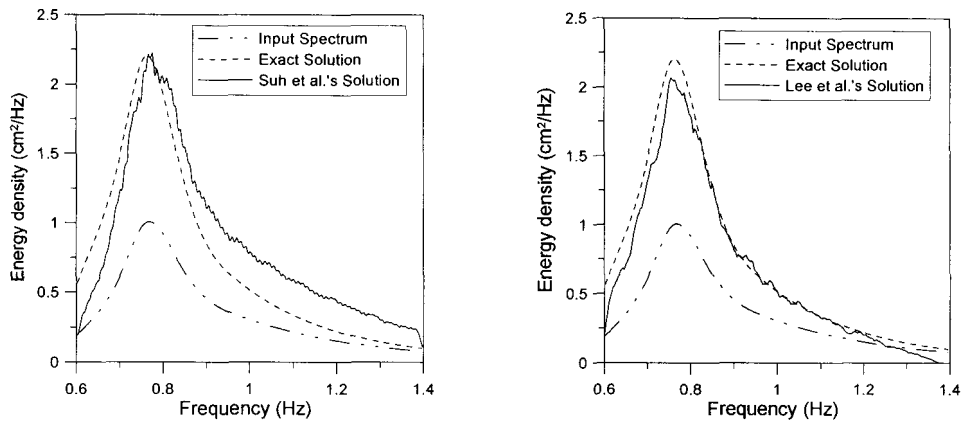 2.5
2
1.5
1
0.5
0
Energy density (cm²/Hz)
Input Spectrum
Exact Solution
Suh et al.'s Solution
0.6 0.8 1 1.2 1.4
Frequency (Hz)
2.5
2.0
1.5
1
0.5
0.0
Energy density (cm²/Hz)
Input Spectrum
Exact Solution
Lee et al.'s Solution
0.6 0.8 1 1.2 1.4
Frequency (Hz)